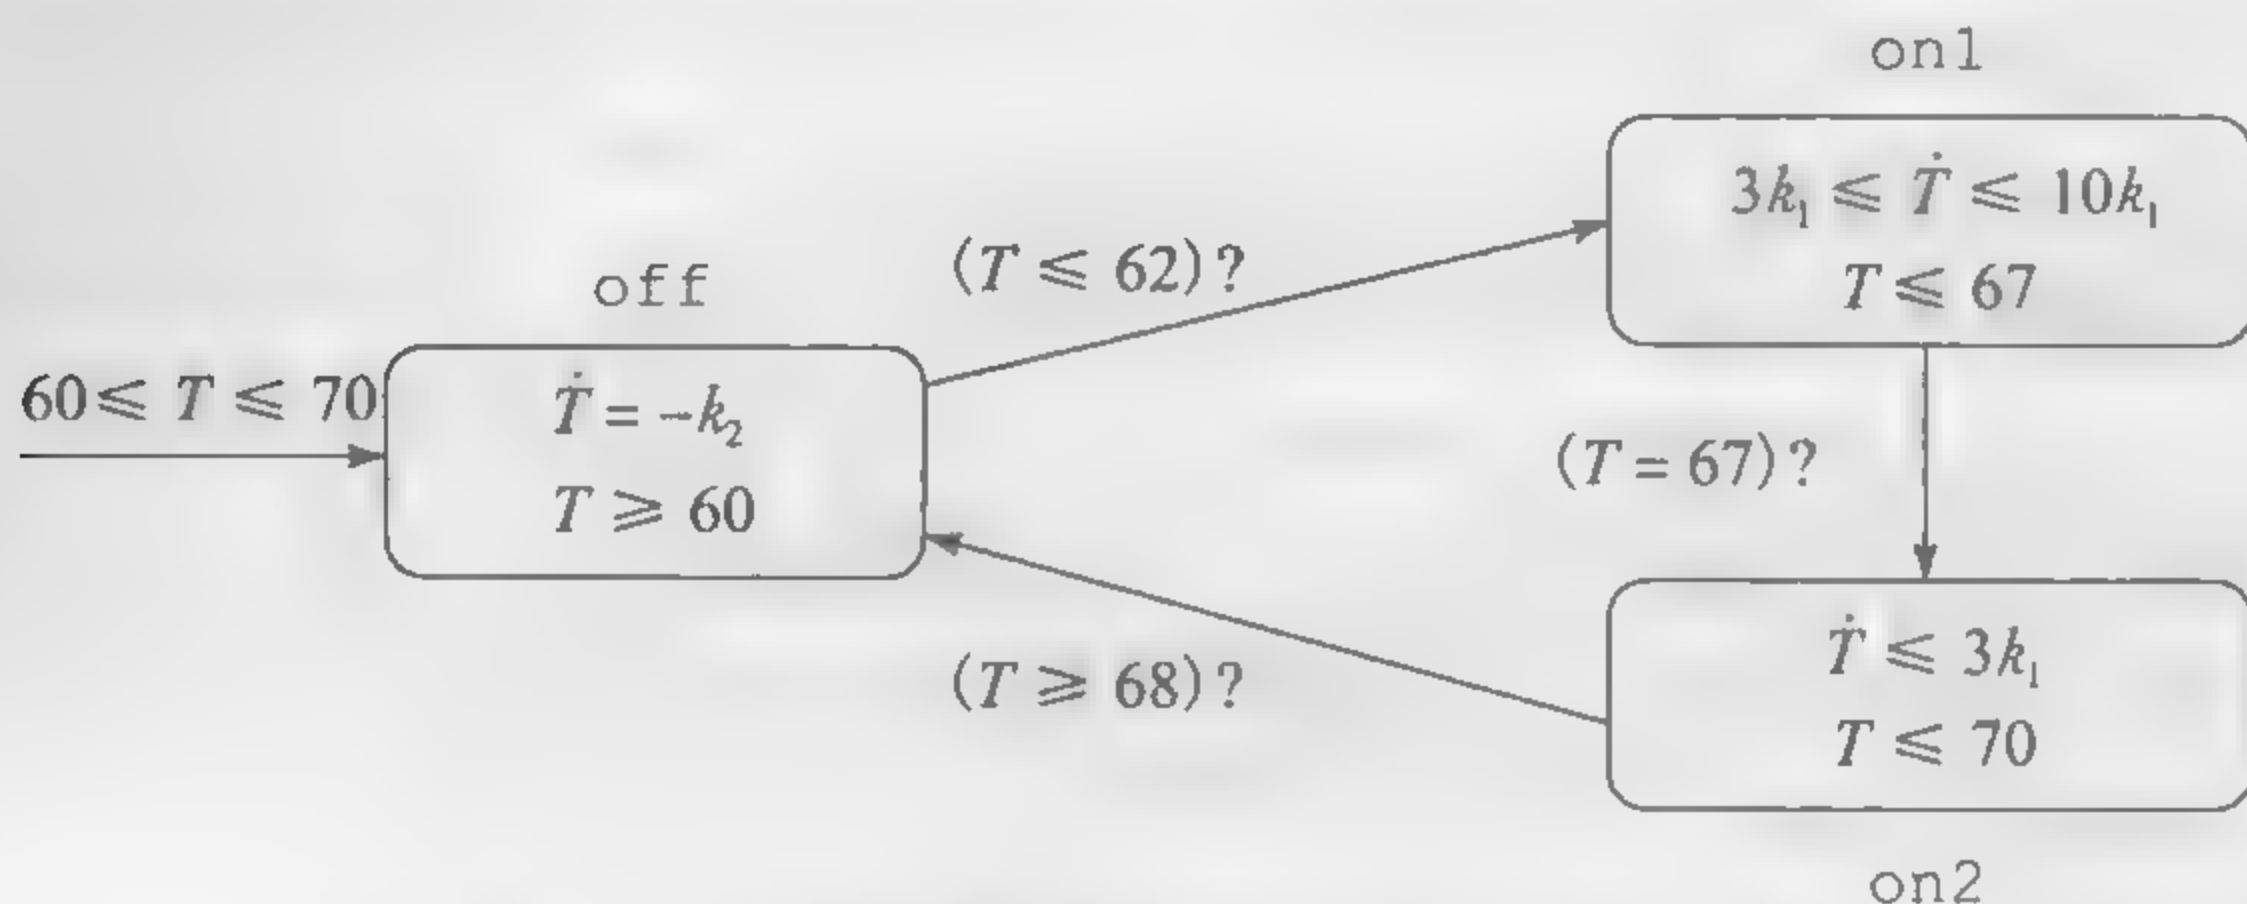 on1
3k₁ ⩽ Ṫ ⩽ 10k₁
T ⩽ 67
(T ⩽ 62)?
off
60⩽ T ⩽ 70
Ṫ = −k₂
T ⩾ 60
(T = 67)?
(T ⩾ 68)?
Ṫ ⩽ 3k₁
T ⩽ 70
on2